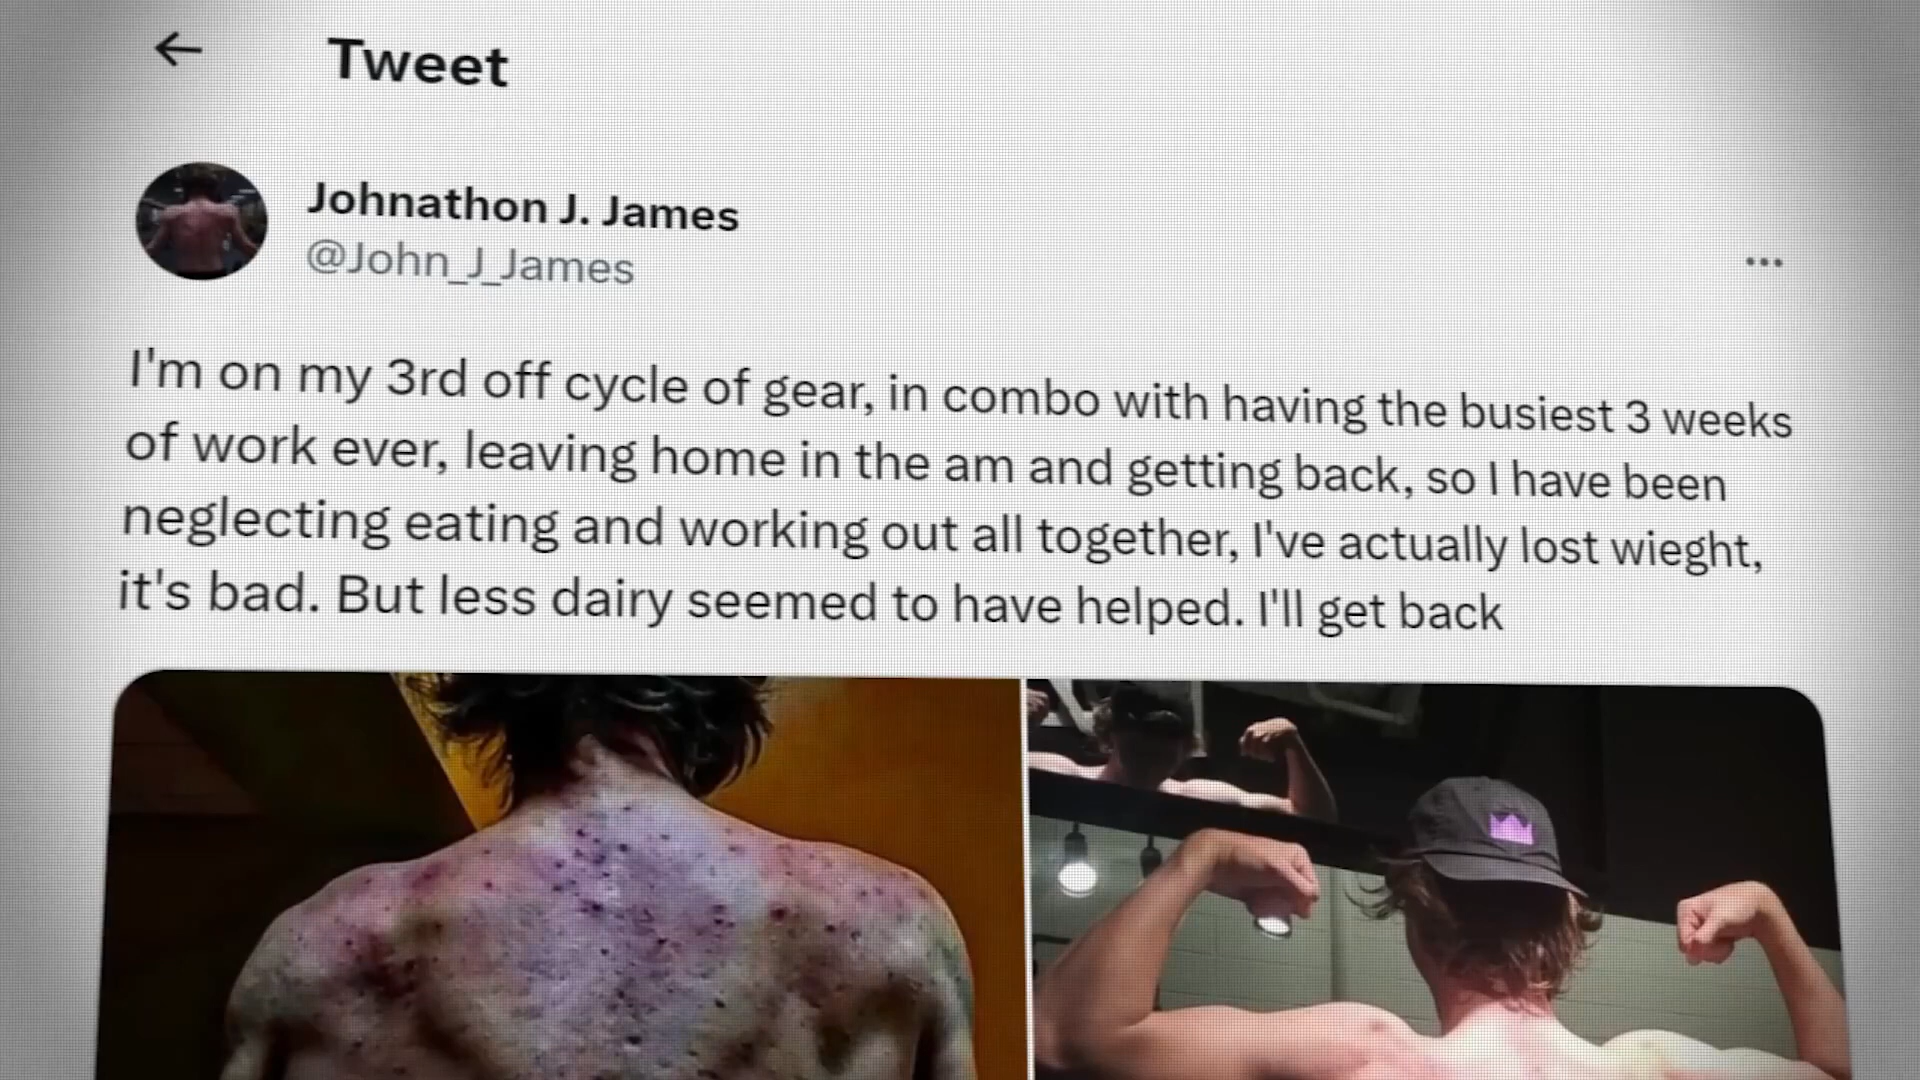 Tweet
Johnathon J. James
@John_J_James
I'm on my 3rd off cycle of gear, in combo with having the busiest 3 weeks
of work ever, leaving home in the am and getting back, so I have been
neglecting eating and working out all together, I've actually lost wieght,
it's bad. But less dairy seemed to have helped. I'll get back